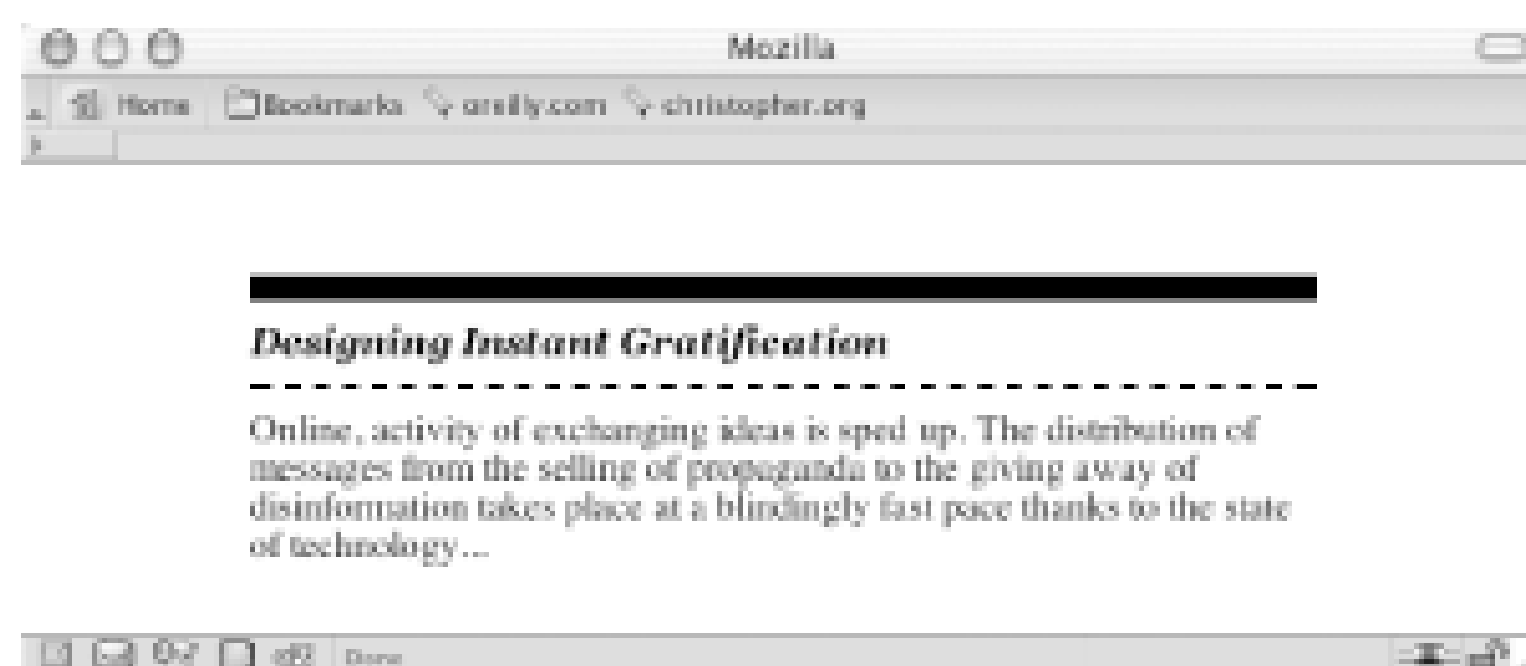 Mozilla
Home Bookmarks oreilly.com christopher.org
Designing Instant Gratification
Online, activity of exchanging ideas is sped up. The distribution of
messages from the selling of propaganda to the giving away of
disinformation takes place at a blindingly fast pace thanks to the state
of technology...
Done